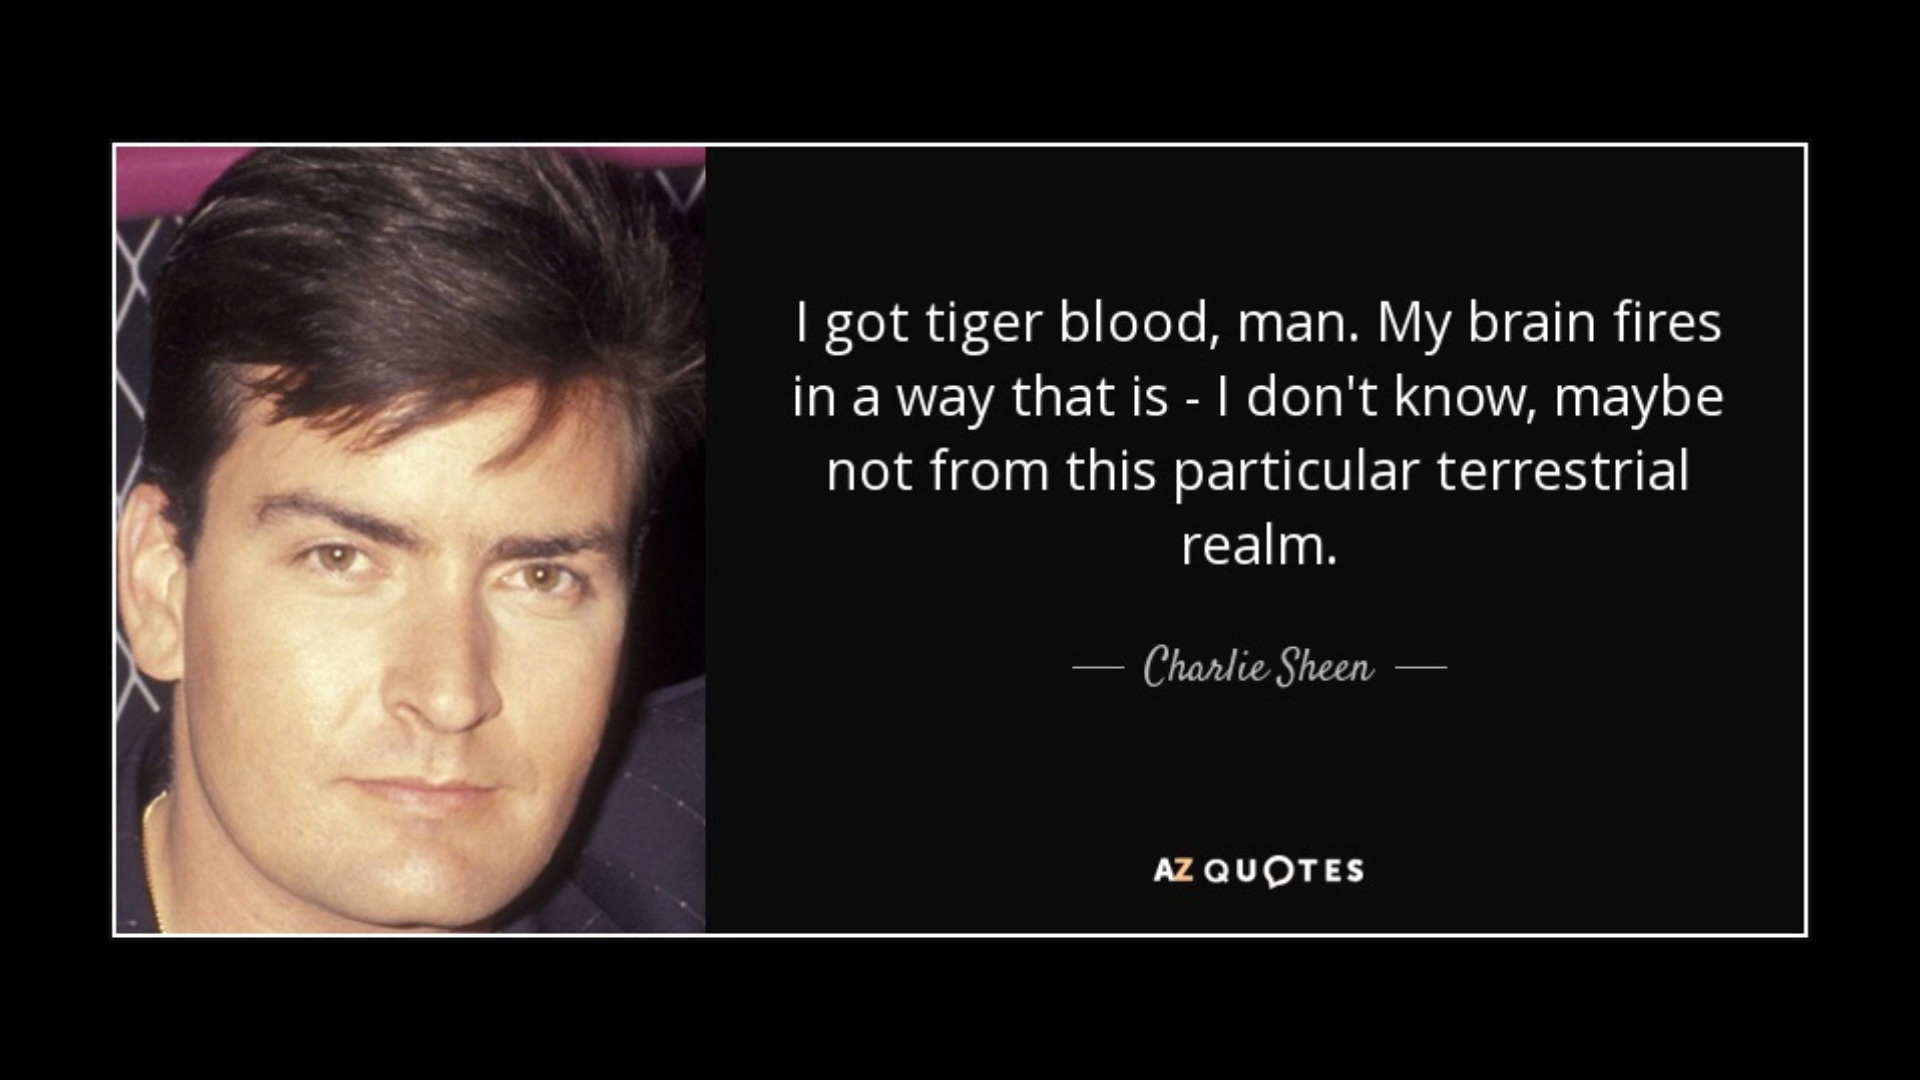 I got tiger blood, man. My brain fires
in a way that is - I don't know, maybe
not from this particular terrestrial
realm.
Charlie Sheen
AZ QUOTES